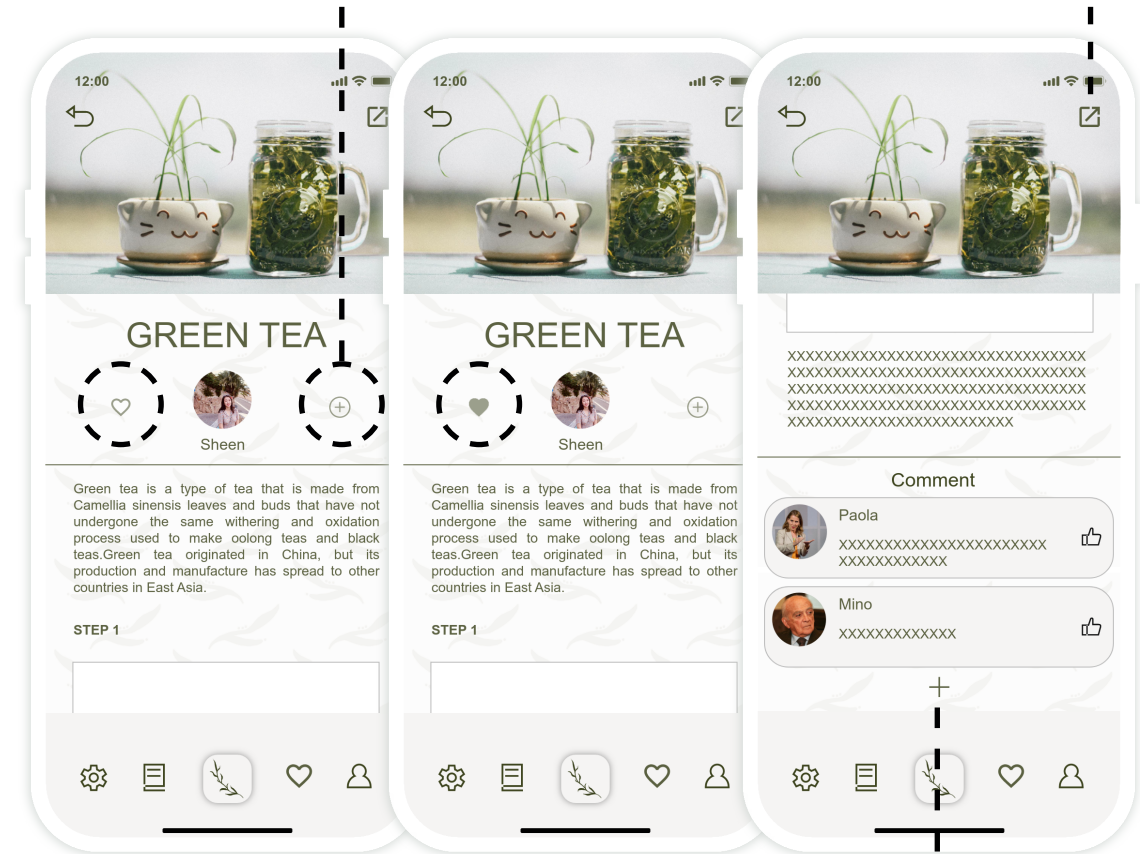 12:00
GREEN TEA
Sheen
Green tea is a type of tea that is made from
Camellia sinensis leaves and buds that have not
undergone the same withering and oxidation
process used to make oolong teas and black
teas.Green tea originated in China, but its
production and manufacture has spread to other
countries in East Asia.
STEP 1
12:00
GREEN TEA
Sheen
Green tea is a type of tea that is made from
Camellia sinensis leaves and buds that have not
undergone the same withering and oxidation
process used to make oolong teas and black
teas.Green tea originated in China, but its
production and manufacture has spread to other
countries in East Asia.
STEP 1
12:00
XXXXXXXXXXXXXXXXXXXXXXXXXXXXXXXXX
XXXXXXXXXXXXXXXXXXXXXXXXXXXXXXXXX
XXXXXXXXXXXXXXXXXXXXXXXXXXXXXXXXX
XXXXXXXXXXXXXXXXXXXXXXXXXXXXXXXXX
XXXXXXXXXXXXXXXXXXXXXXXXX
Comment
Paola
XXXXXXXXXXXXXXXXXXXXXXX
XXXXXXXXXXXX
Mino
XXXXXXXXXXXXX